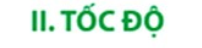 II. TỐC ĐỘ